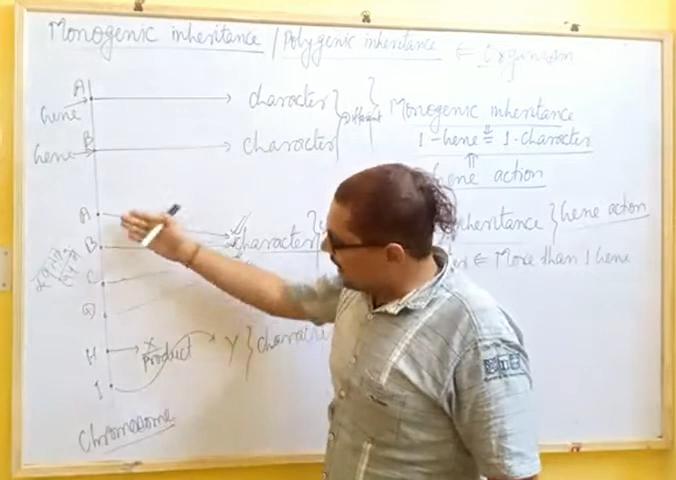 Monogenic inheritance / Polygenic inheritance ⇐ Organism
A → character
Gene
B → character
Gene
} Different
Monogenic inheritance
1-Gene = 1-character
⇑
Gene action
A
B
C
D
character
inheritance } Gene action
⇐ More than 1 Gene
H → X
Product
I
Y }
Chromosome